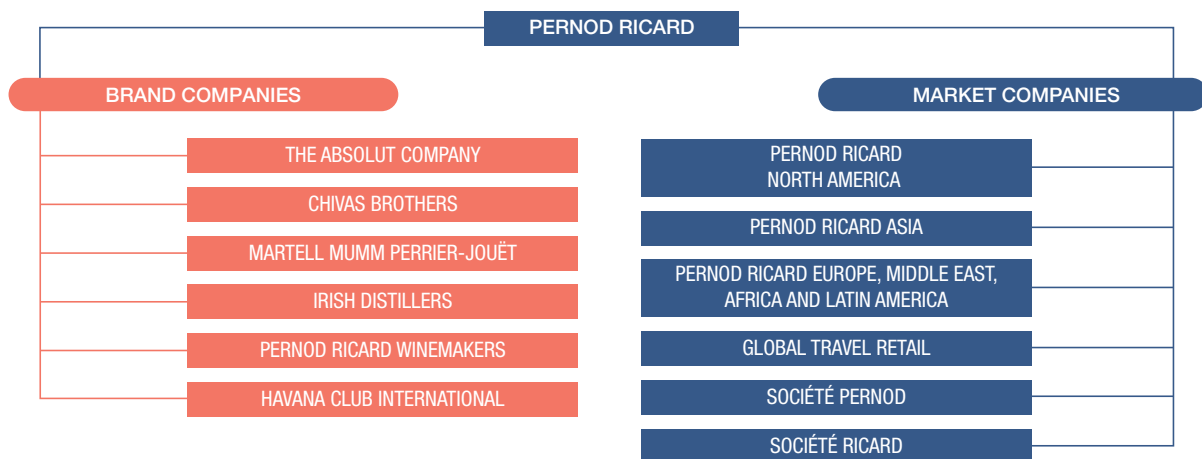 PERNOD RICARD
BRAND COMPANIES
THE ABSOLUT COMPANY
CHIVAS BROTHERS
MARTELL MUMM PERRIER-JOUËT
IRISH DISTILLERS
PERNOD RICARD WINEMAKERS
HAVANA CLUB INTERNATIONAL
MARKET COMPANIES
PERNOD RICARD
NORTH AMERICA
PERNOD RICARD ASIA
PERNOD RICARD EUROPE, MIDDLE EAST,
AFRICA AND LATIN AMERICA
GLOBAL TRAVEL RETAIL
SOCIÉTÉ PERNOD
SOCIÉTÉ RICARD